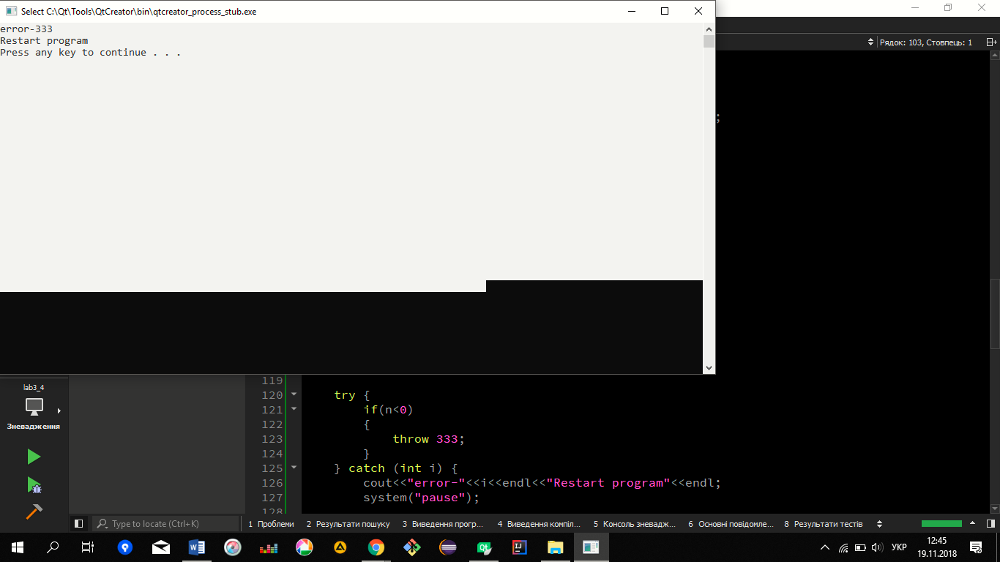 Select C:\Qt\Tools\QtCreator\bin\qtcreator_process_stub.exe
error-333
Restart program
Press any key to continue . . .
Рядок: 103, Стовпець: 1
;
lab3_4
Зневадження
119
120 try {
121 if(n<0)
122 {
123 throw 333;
124 }
125 } catch (int i) {
126 cout<<"error-"<<i<<endl<<"Restart program"<<endl;
127 system("pause");
128
Type to locate (Ctrl+K)
1 Проблеми 2 Результати пошуку 3 Виведення прогр... 4 Виведення компіл... 5 Консоль зневадж... 6 Основні повідомле... 8 Результати тестів
УКР
12:45
19.11.2018